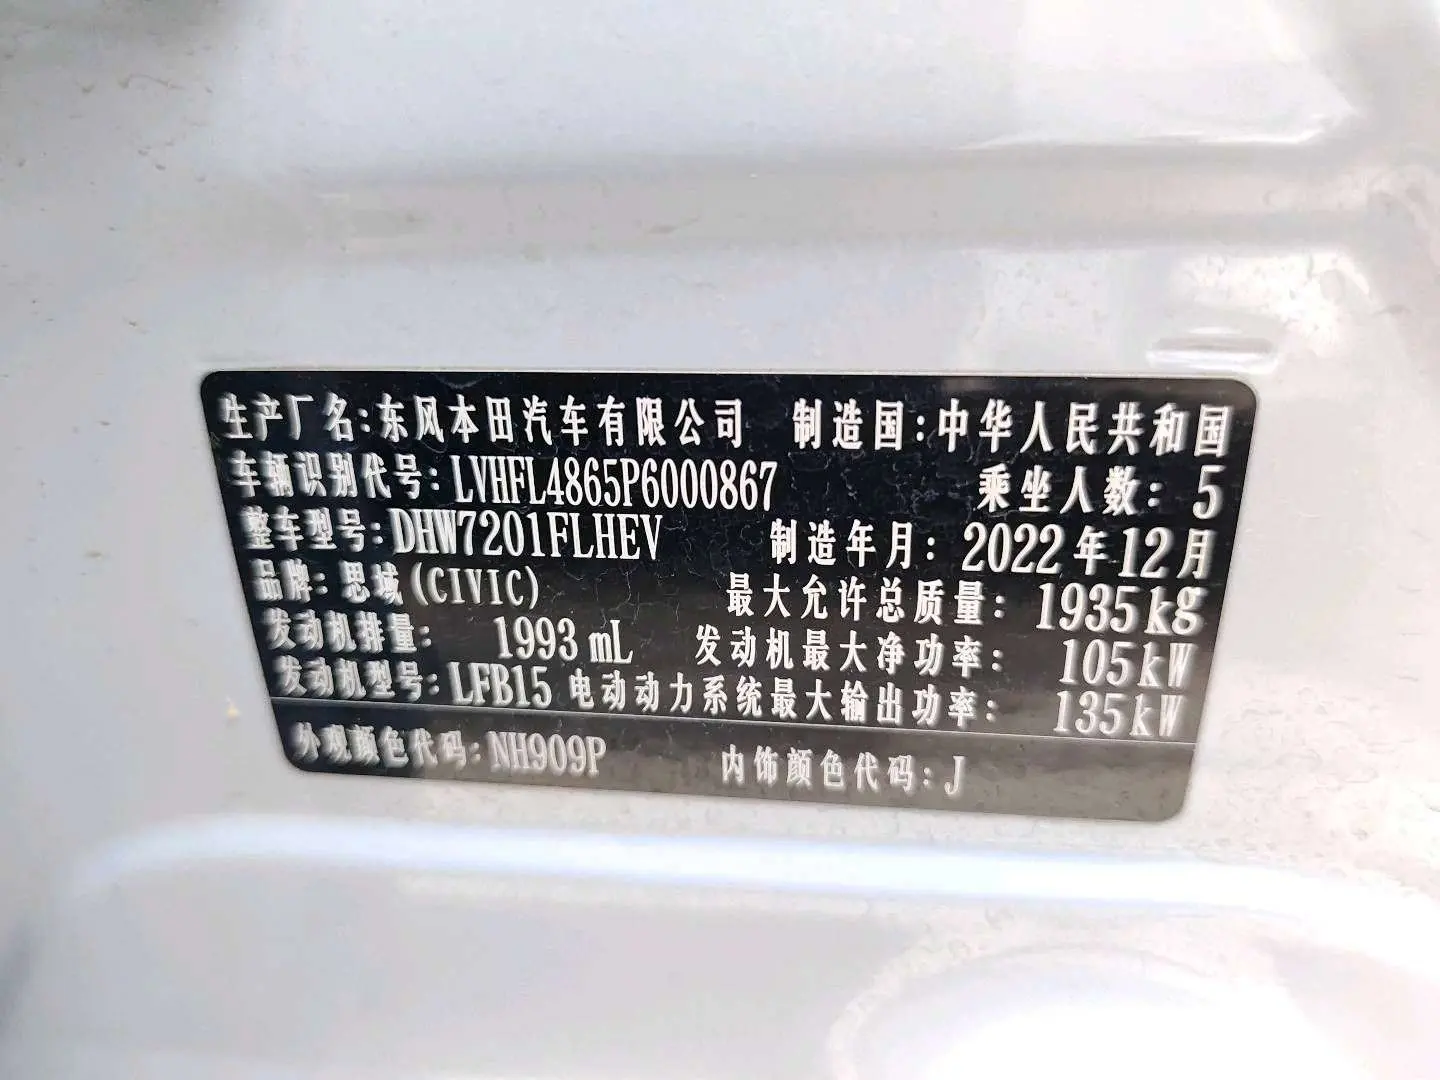 生产厂名:东风本田汽车有限公司 制造国:中华人民共和国
车辆识别代号:LVHFL4865P6000867 乘坐人数:5
整车型号:DHW7201FLHEV 制造年月:2022年12月
品牌:思域(CIVIC) 最大允许总质量:1935kg
发动机排量: 1993mL 发动机最大净功率: 105kW
发动机型号:LFB15 电动动力系统最大输出功率: 135kW
外观颜色代码:NH909P 内饰颜色代码:J